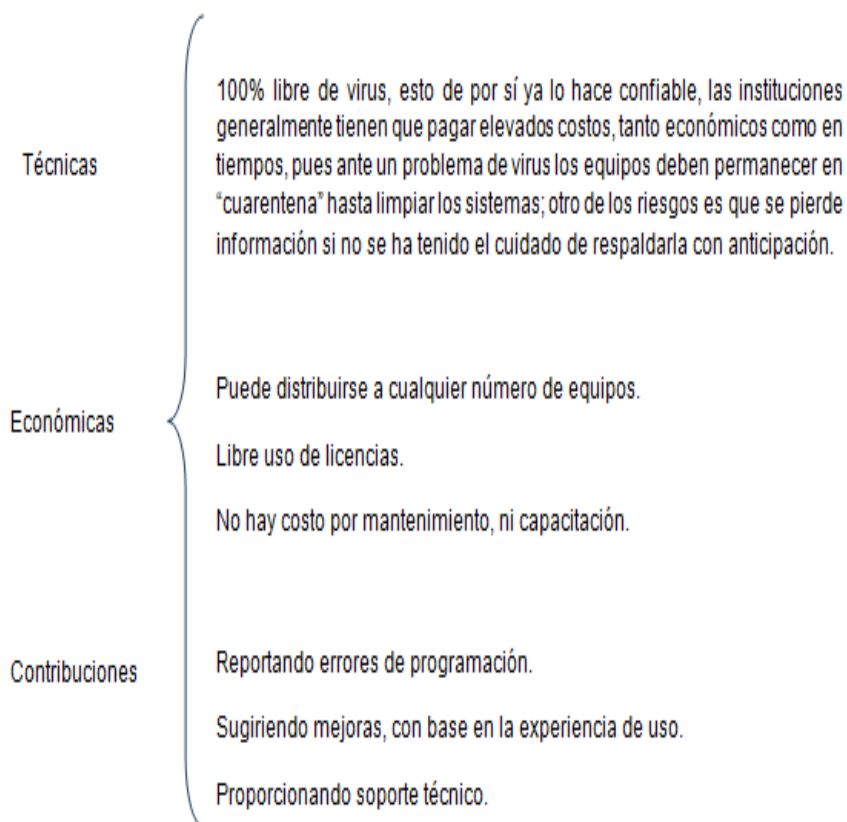 Técnicas
100% libre de virus, esto de por sí ya lo hace confiable, las instituciones
generalmente tienen que pagar elevados costos, tanto económicos como en
tiempos, pues ante un problema de virus los equipos deben permanecer en
“cuarentena” hasta limpiar los sistemas; otro de los riesgos es que se pierde
información si no se ha tenido el cuidado de respaldarla con anticipación.
Económicas
Puede distribuirse a cualquier número de equipos.
Libre uso de licencias.
No hay costo por mantenimiento, ni capacitación.
Contribuciones
Reportando errores de programación.
Sugiriendo mejoras, con base en la experiencia de uso.
Proporcionando soporte técnico.